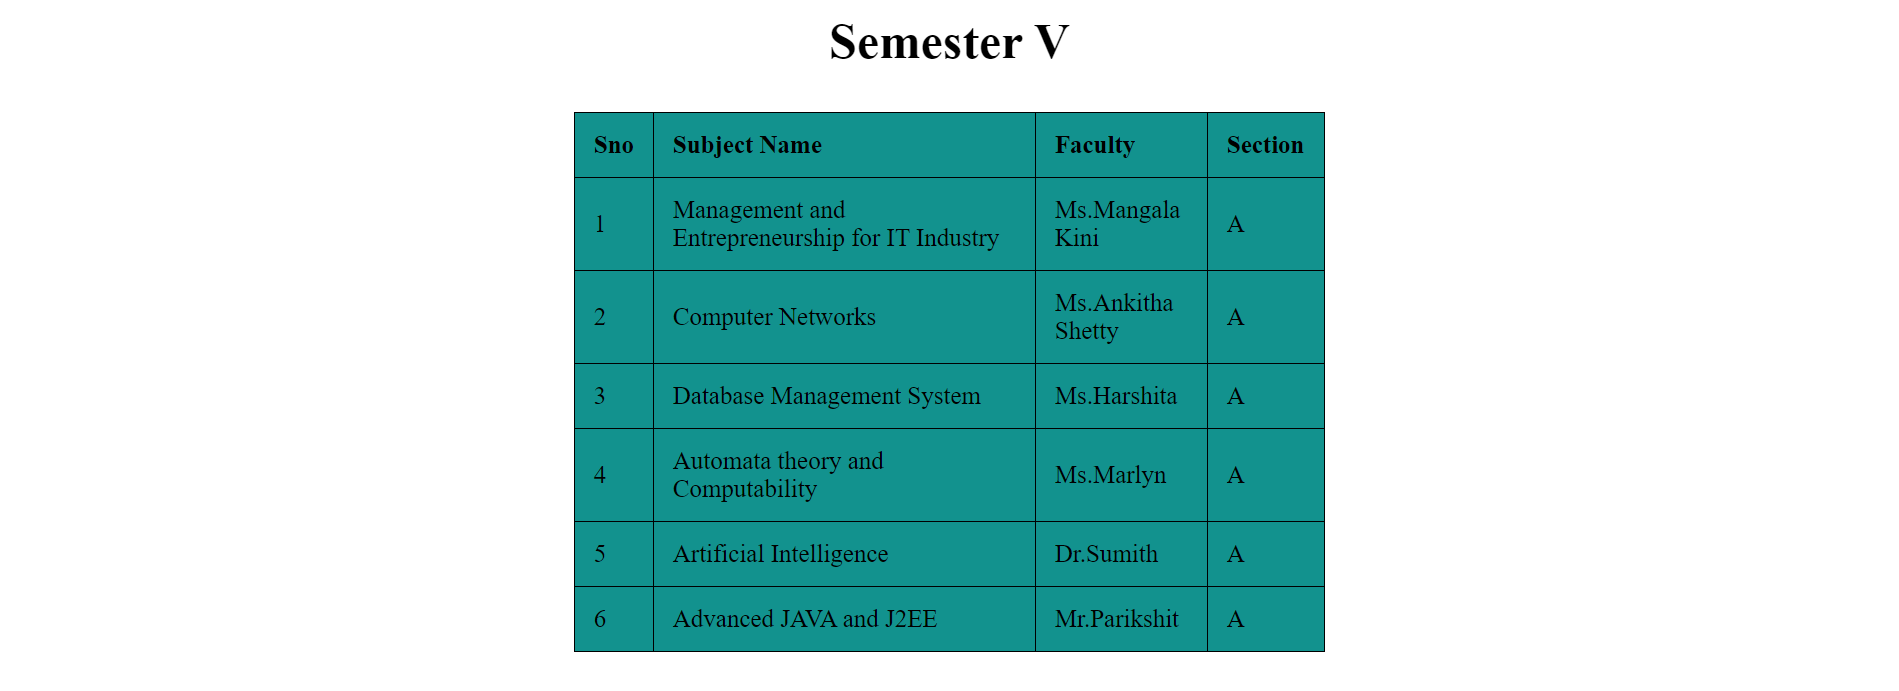 Semester V
Sno Subject Name Faculty Section
1 Management and Entrepreneurship for IT Industry Ms.Mangala Kini A
2 Computer Networks Ms.Ankitha Shetty A
3 Database Management System Ms.Harshita A
4 Automata theory and Computability Ms.Marlyn A
5 Artificial Intelligence Dr.Sumith A
6 Advanced JAVA and J2EE Mr.Parikshit A